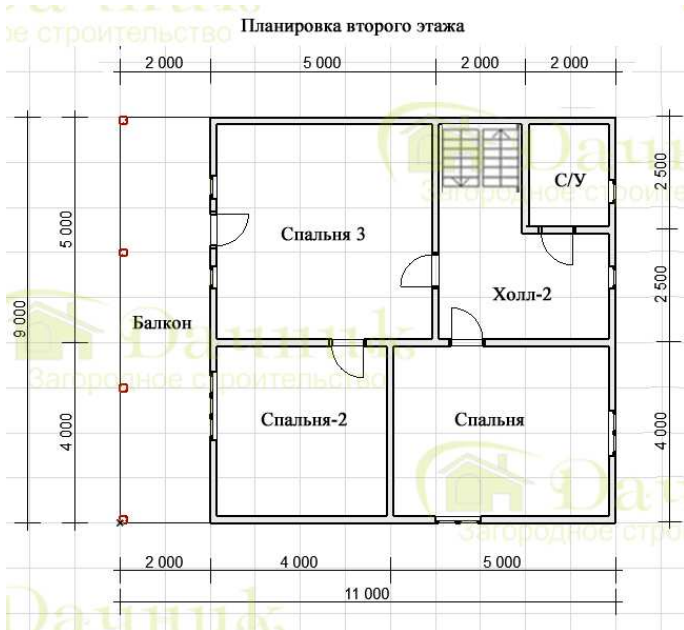 Планировка второго этажа
2 000 5 000 2 000 2 000
С/У
Спальня 3
Холл-2
Балкон
Спальня-2
Спальня
9 000
5 000
4 000
2 500
2 500
4 000
2 000 4 000 5 000
11 000
Дачник
Загородное строительство